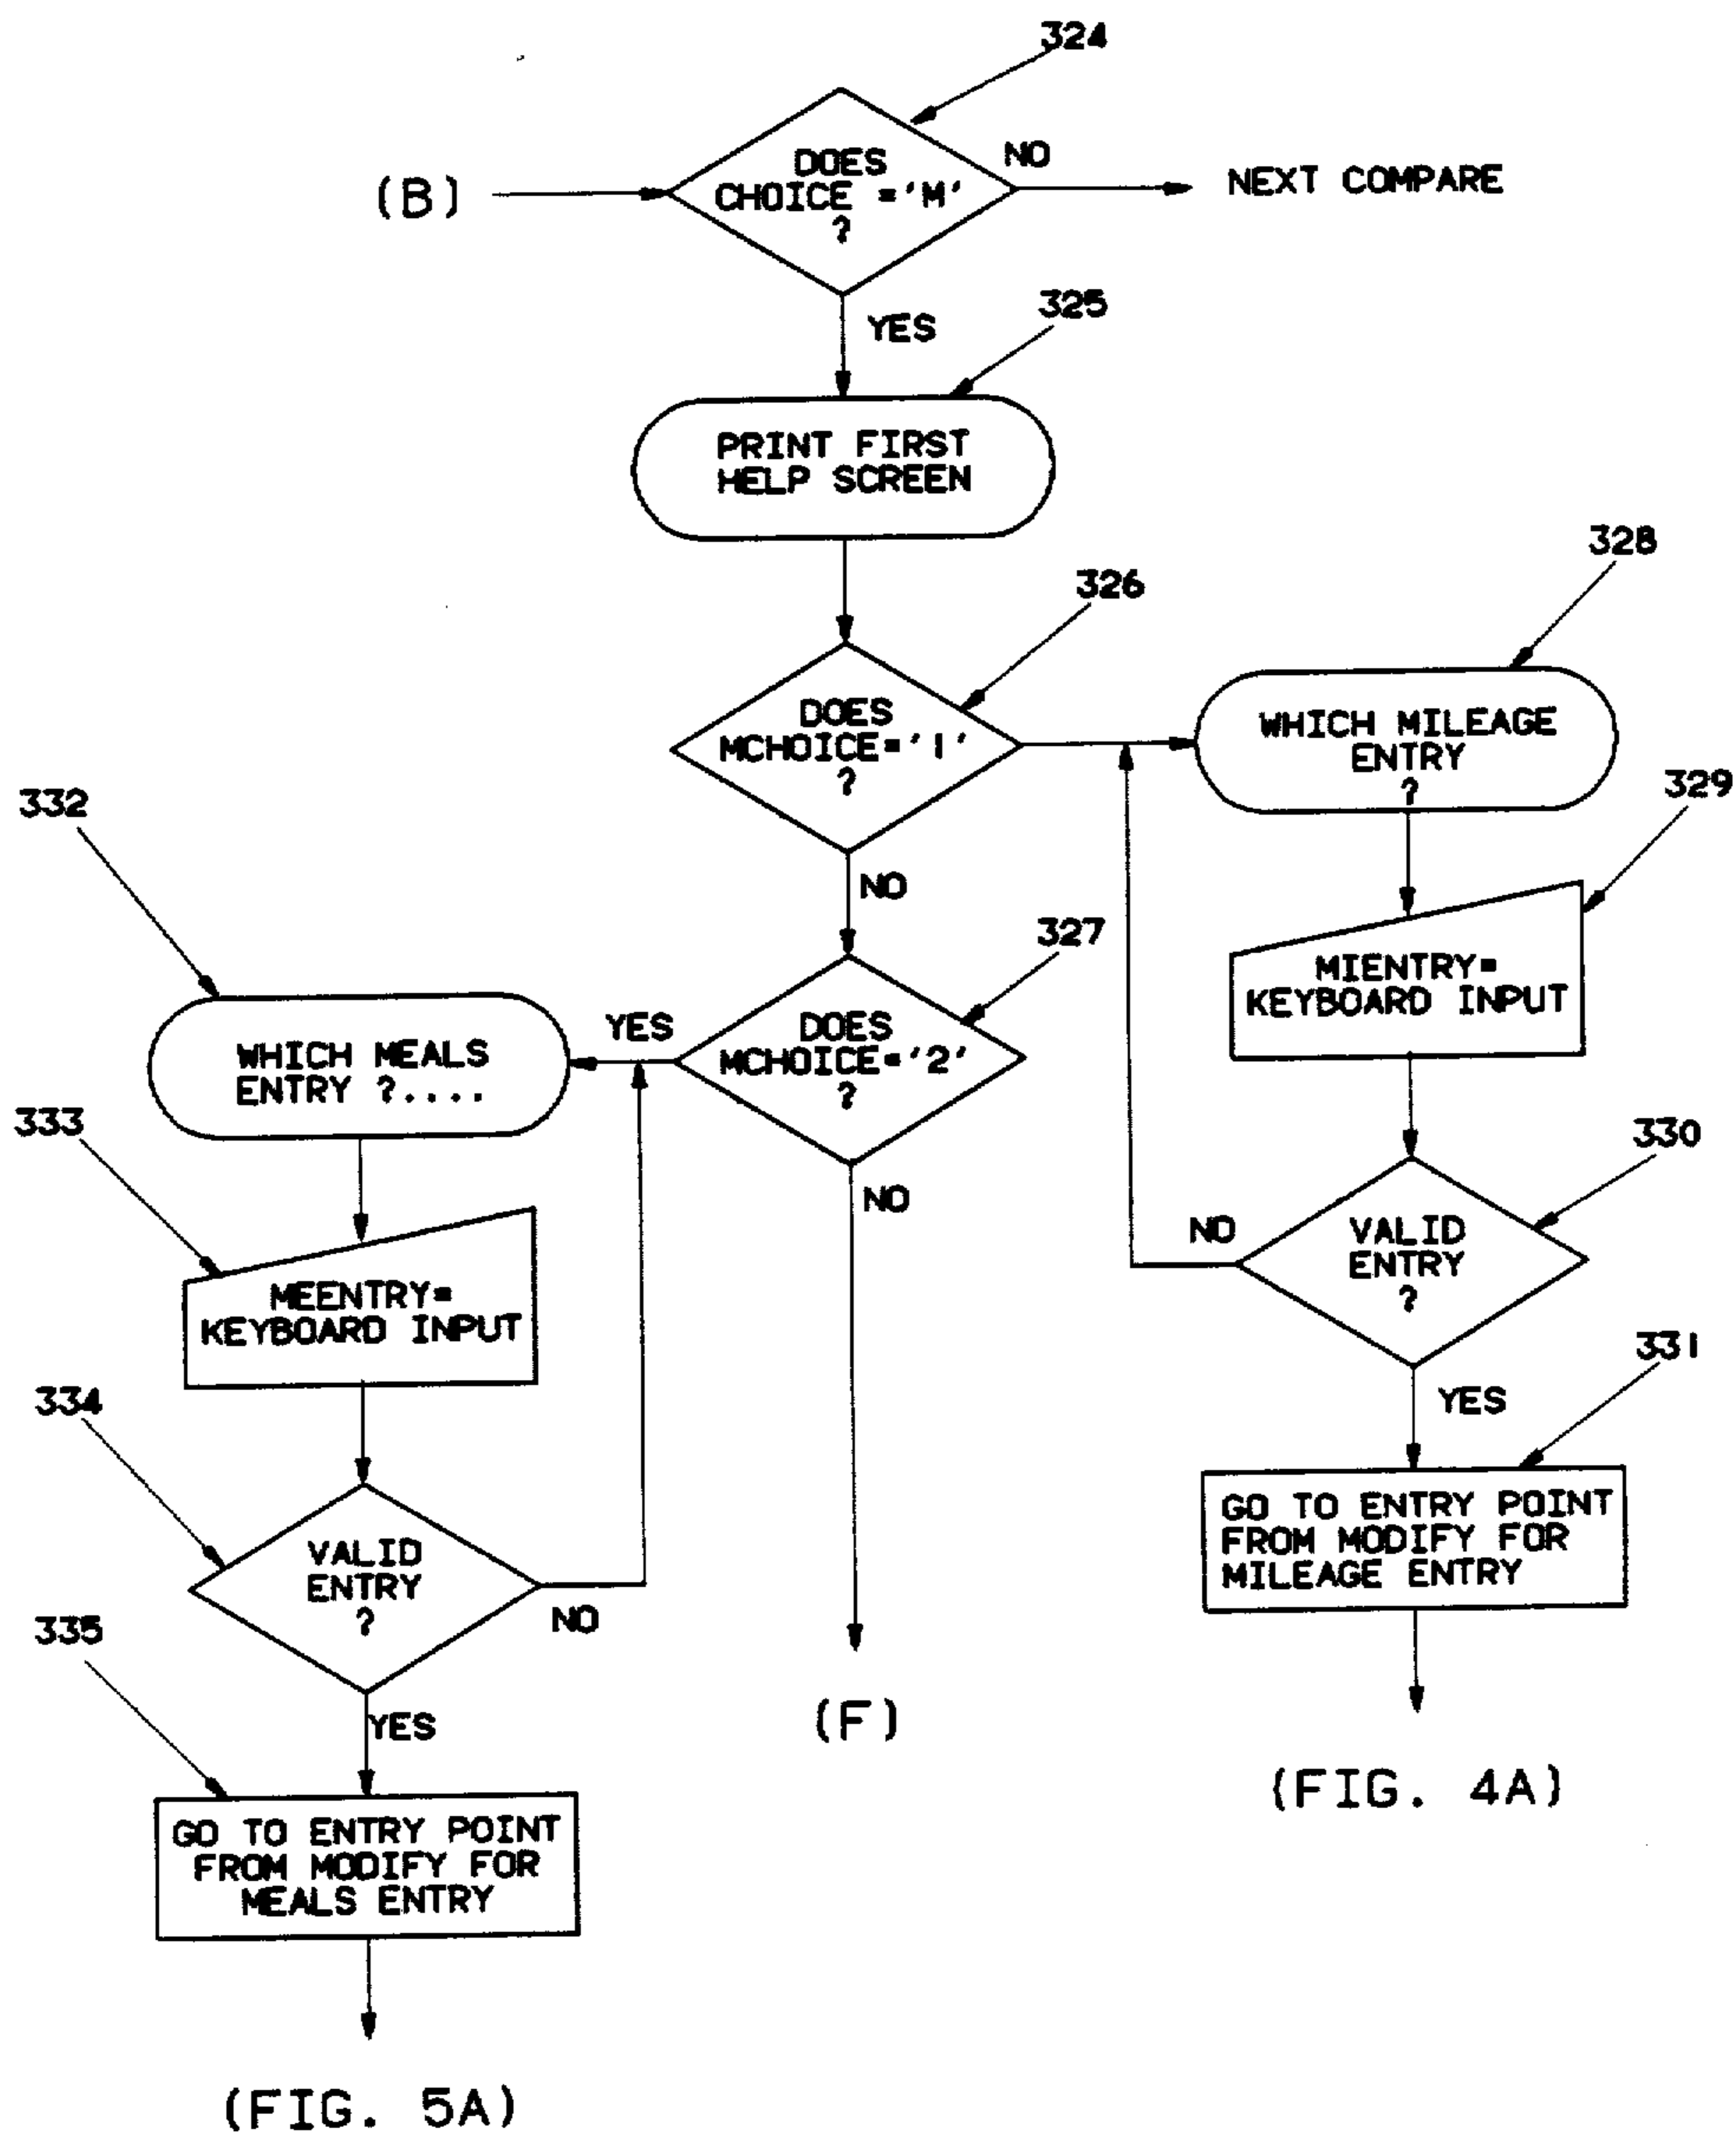 324
DOES
CHOICE ='M'
?
NO
(B)
NEXT COMPARE
YES
325
PRINT FIRST
HELP SCREEN
326
DOES
MCHOICE='1'
?
328
WHICH MILEAGE
ENTRY
?
329
MIENTRY=
KEYBOARD INPUT
NO
327
DOES
MCHOICE='2'
?
YES
332
WHICH MEALS
ENTRY ?....
333
MEENTRY=
KEYBOARD INPUT
NO
330
VALID
ENTRY
?
NO
331
YES
GO TO ENTRY POINT
FROM MODIFY FOR
MILEAGE ENTRY
334
VALID
ENTRY
?
NO
335
YES
(F)
(FIG. 4A)
GO TO ENTRY POINT
FROM MODIFY FOR
MEALS ENTRY
(FIG. 5A)